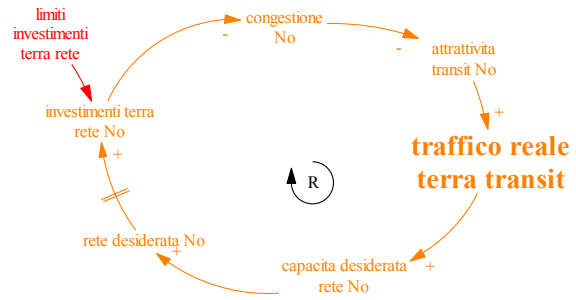 limiti
investimenti
terra rete
congestione
No
-
-
attrattivita
transit No
+
investimenti terra
rete No
+
traffico reale
terra transit
R
rete desiderata No
+
capacita desiderata
rete No
+